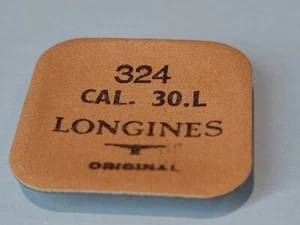 324
CAL. 30.L
LONGINES
ORIGINAL